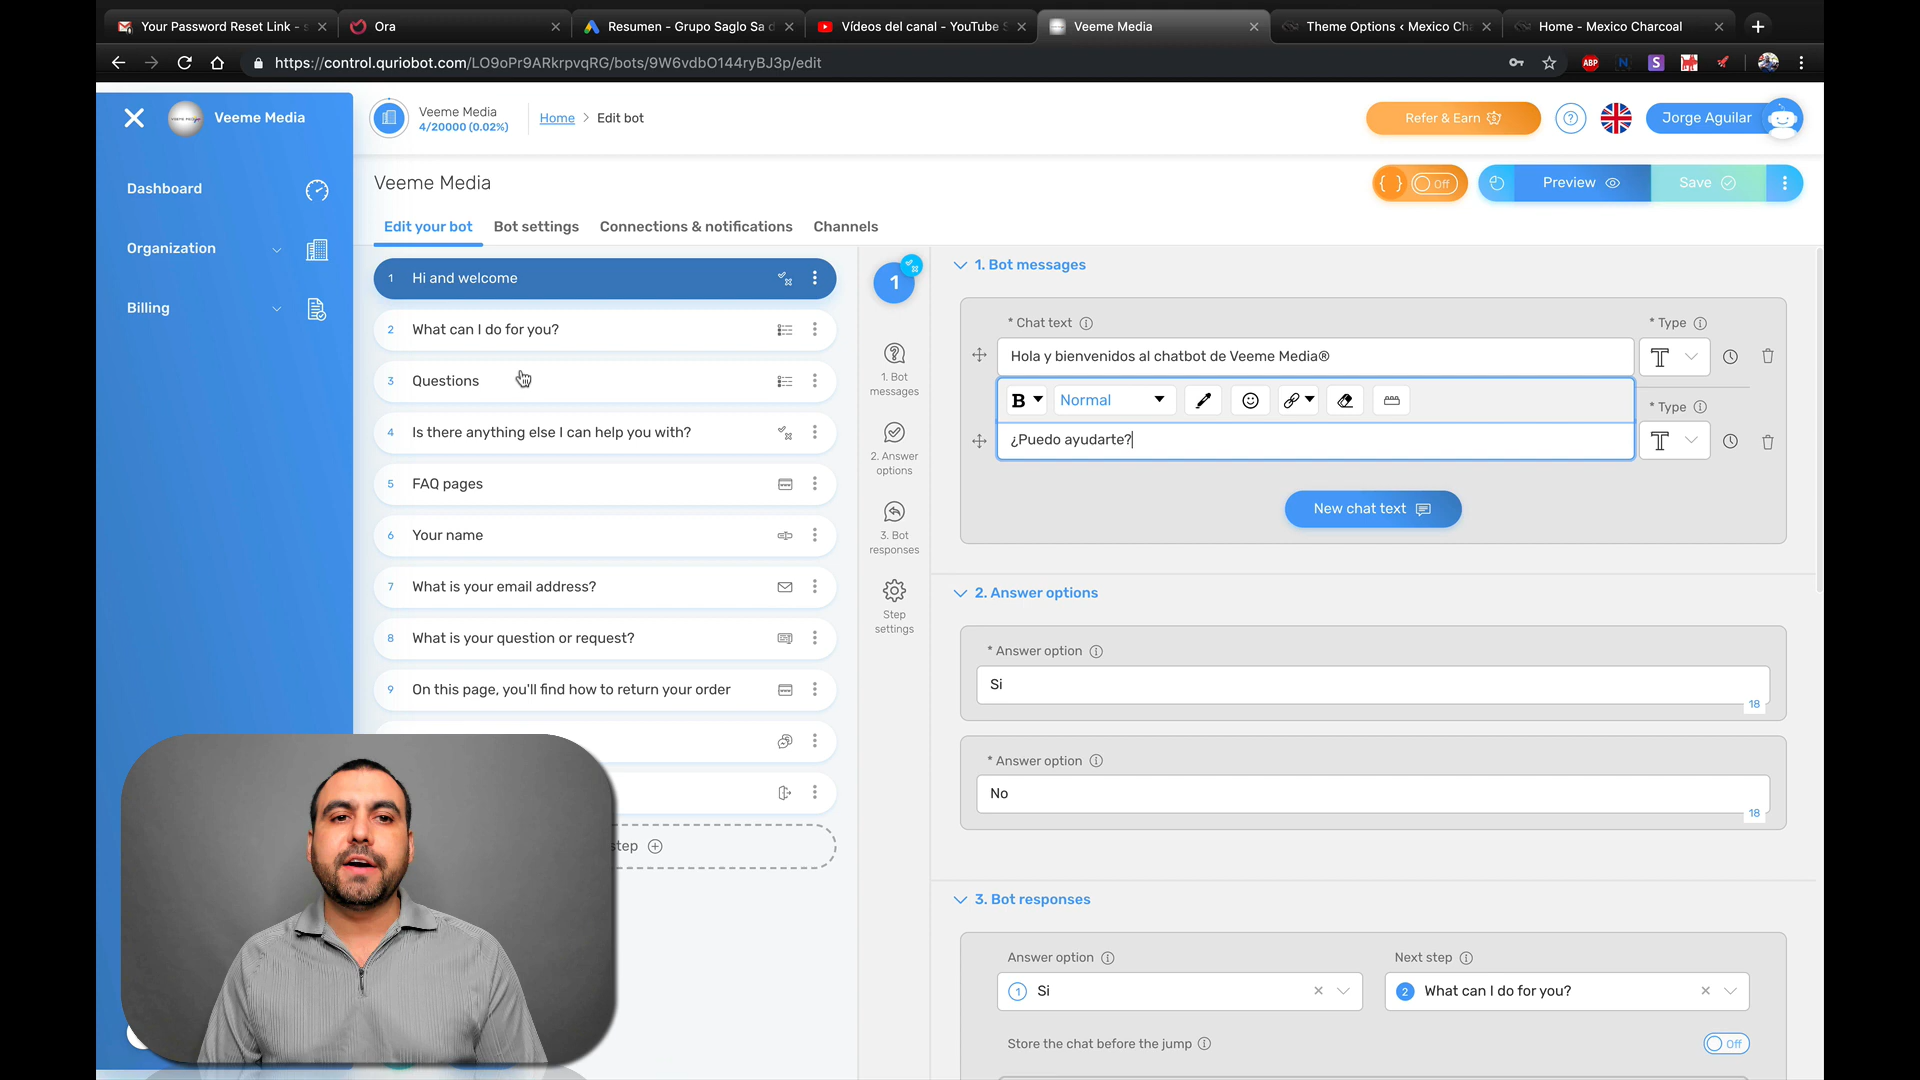 Your Password Reset Link - s
Ora
Resumen - Grupo Saglo Sa d
Vídeos del canal - YouTube S
Veeme Media
Theme Options ‹ Mexico Ch
Home - Mexico Charcoal
https://control.quriobot.com/LO9oPr9ARkrpvqRG/bots/9W6vdbO144ryBJ3p/edit
ABP
N
S
Veeme Media
Veeme Media
4/20000 (0.02%)
Home > Edit bot
Refer & Earn
Jorge Aguilar
Dashboard
Organization
Billing
Veeme Media
{ } Off
Preview
Save
Edit your bot
Bot settings
Connections & notifications
Channels
1 Hi and welcome
2 What can I do for you?
3 Questions
4 Is there anything else I can help you with?
5 FAQ pages
6 Your name
7 What is your email address?
8 What is your question or request?
9 On this page, you'll find how to return your order
step
1
1. Bot
messages
2. Answer
options
3. Bot
responses
Step
settings
1. Bot messages
* Chat text
* Type
Hola y bienvenidos al chatbot de Veeme Media®
T
B
Normal
* Type
¿Puedo ayudarte?
T
New chat text
2. Answer options
* Answer option
Si
18
* Answer option
No
18
3. Bot responses
Answer option
Next step
1 Si
2 What can I do for you?
Store the chat before the jump
Off